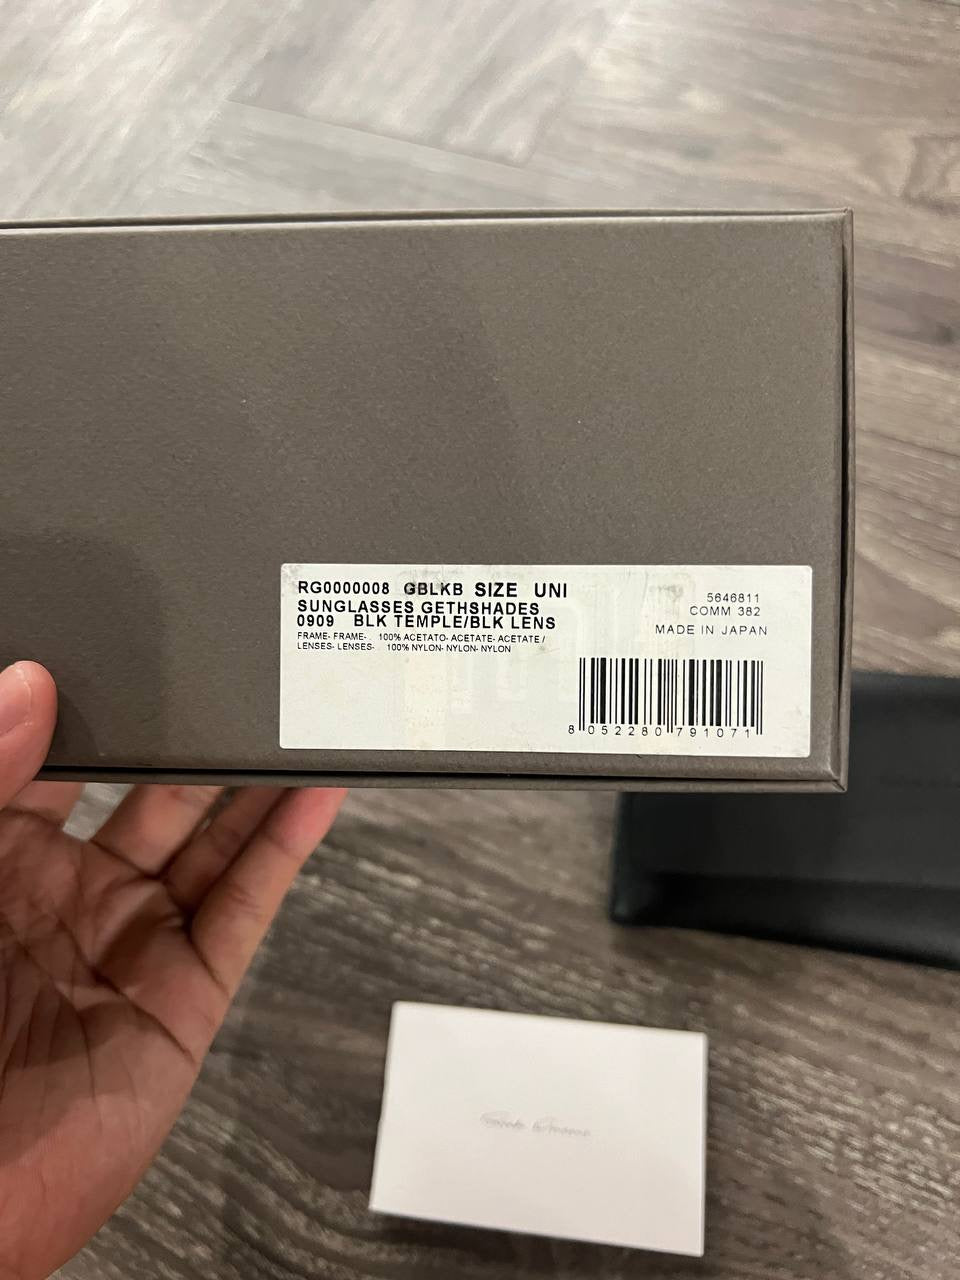 RG0000008 GBLKB SIZE UNI
SUNGLASSES GETHSHADES
0909 BLK TEMPLE/BLK LENS
FRAME- FRAME- . 100% ACETATO- ACETATE- ACETATE /
LENSES- LENSES- 100% NYLON- NYLON- NYLON
5646811
COMM 382
MADE IN JAPAN
8 052280 791071